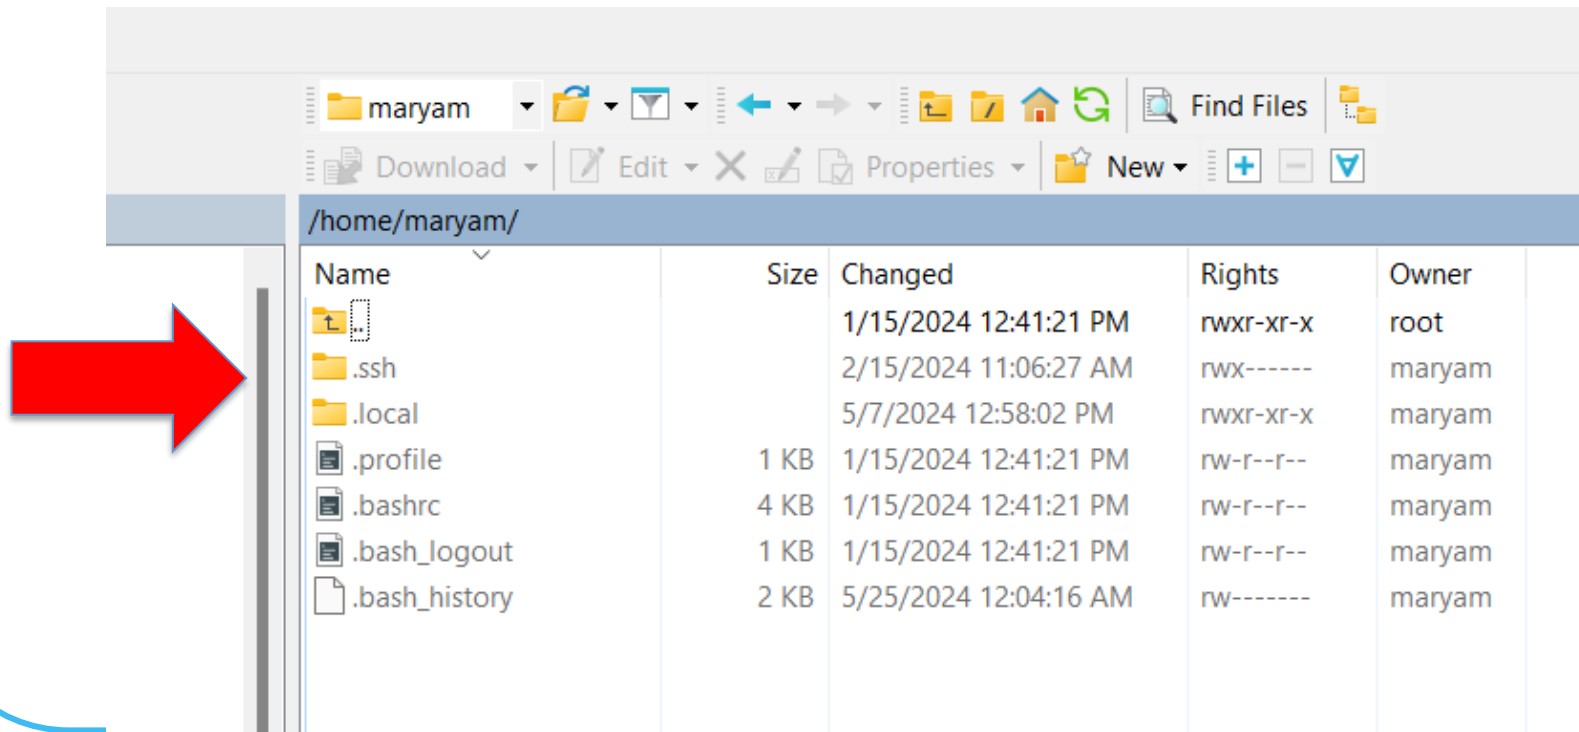 maryam Find Files
Download Edit Properties New
/home/maryam/
Name Size Changed Rights Owner
.. 1/15/2024 12:41:21 PM rwxr-xr-x root
.ssh 2/15/2024 11:06:27 AM rwx------ maryam
.local 5/7/2024 12:58:02 PM rwxr-xr-x maryam
.profile 1 KB 1/15/2024 12:41:21 PM rw-r--r-- maryam
.bashrc 4 KB 1/15/2024 12:41:21 PM rw-r--r-- maryam
.bash_logout 1 KB 1/15/2024 12:41:21 PM rw-r--r-- maryam
.bash_history 2 KB 5/25/2024 12:04:16 AM rw------- maryam